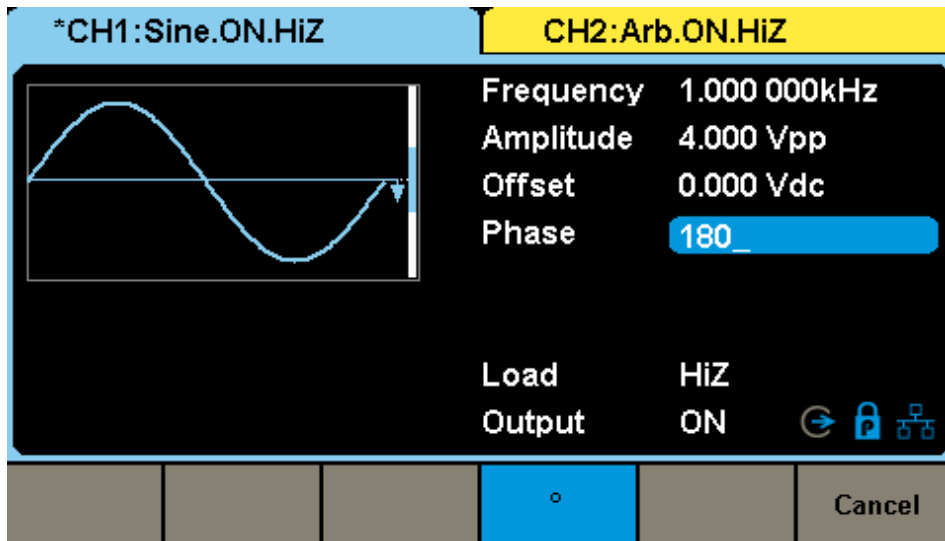 *CH1:Sine.ON.HiZ
CH2:Arb.ON.HiZ
Frequency 1.000 000kHz
Amplitude 4.000 Vpp
Offset 0.000 Vdc
Phase 180_
Load HiZ
Output ON
P
° Cancel